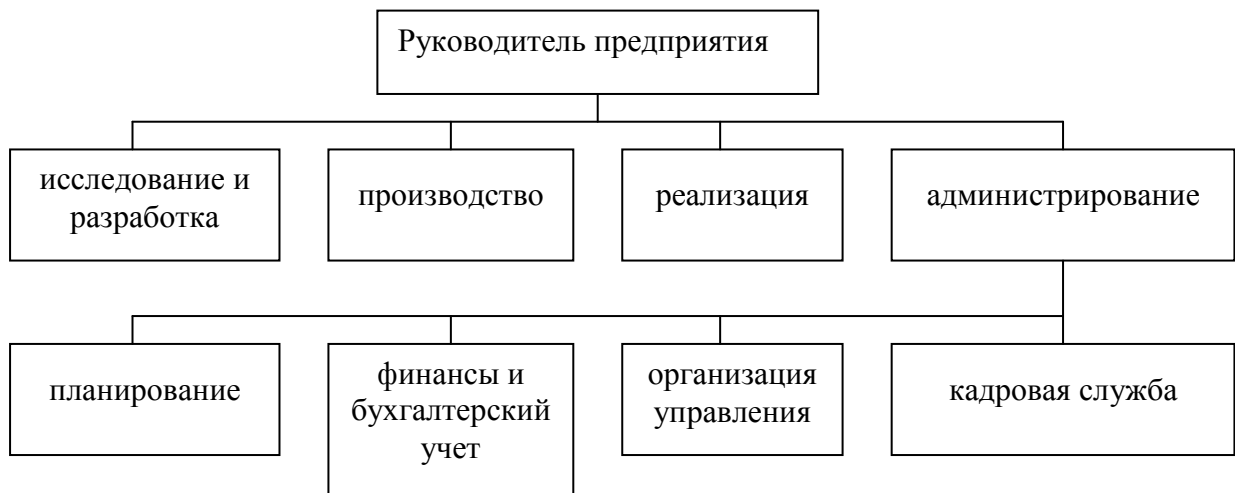 Руководитель предприятия
исследование и
разработка
производство
реализация
администрирование
планирование
финансы и
бухгалтерский
учет
организация
управления
кадровая служба